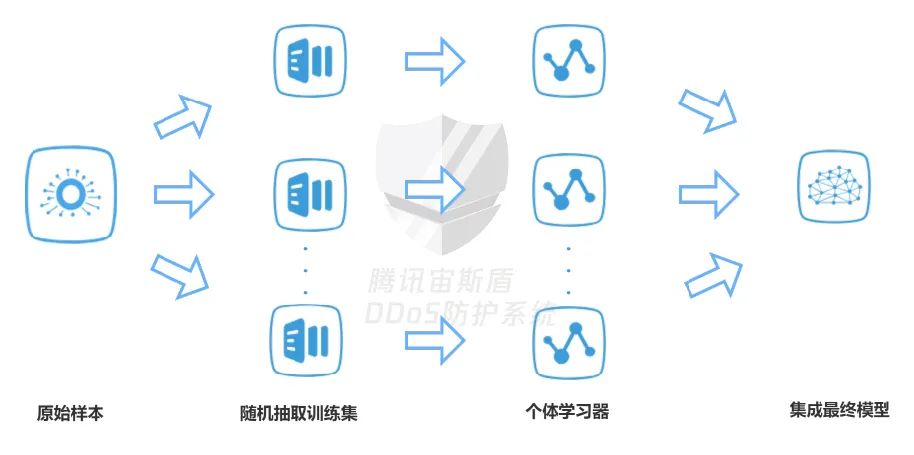 腾讯宙斯盾
DDoS防护系统
原始样本
随机抽取训练集
个体学习器
集成最终模型